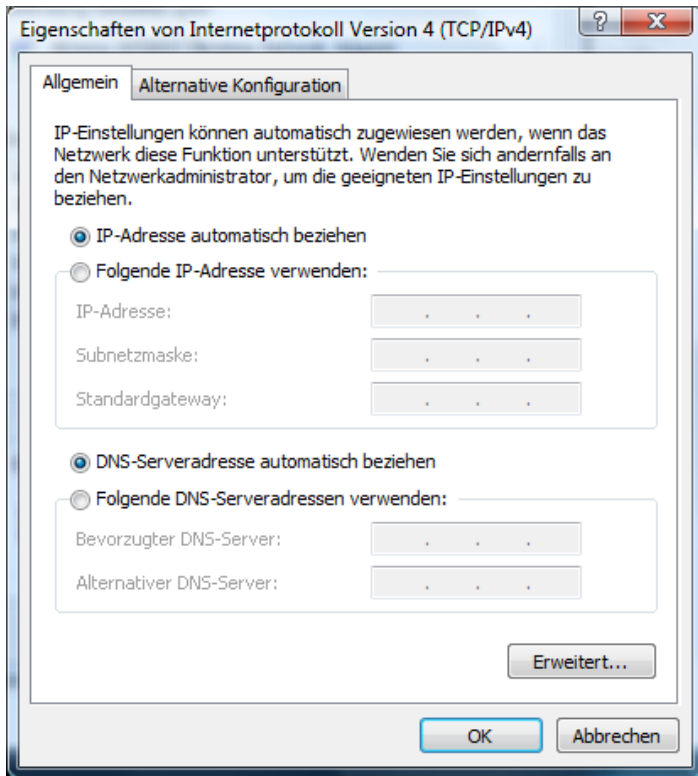 Eigenschaften von Internetprotokoll Version 4 (TCP/IPv4)
Allgemein
Alternative Konfiguration
IP-Einstellungen können automatisch zugewiesen werden, wenn das
Netzwerk diese Funktion unterstützt. Wenden Sie sich andernfalls an
den Netzwerkadministrator, um die geeigneten IP-Einstellungen zu
beziehen.
IP-Adresse automatisch beziehen
Folgende IP-Adresse verwenden:
IP-Adresse:
Subnetzmaske:
Standardgateway:
DNS-Serveradresse automatisch beziehen
Folgende DNS-Serveradressen verwenden:
Bevorzugter DNS-Server:
Alternativer DNS-Server:
Erweitert...
OK
Abbrechen